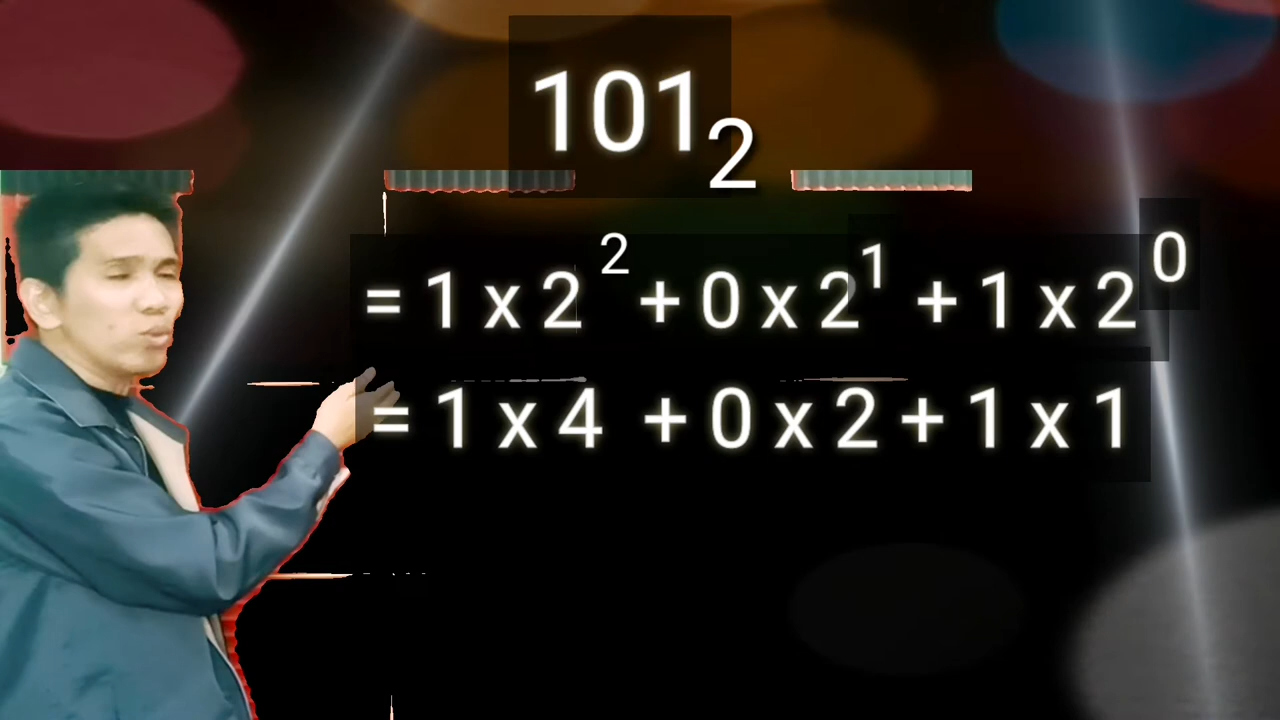 101₂
= 1 x 2² + 0 x 2¹ + 1 x 2⁰
= 1 x 4 + 0 x 2 + 1 x 1